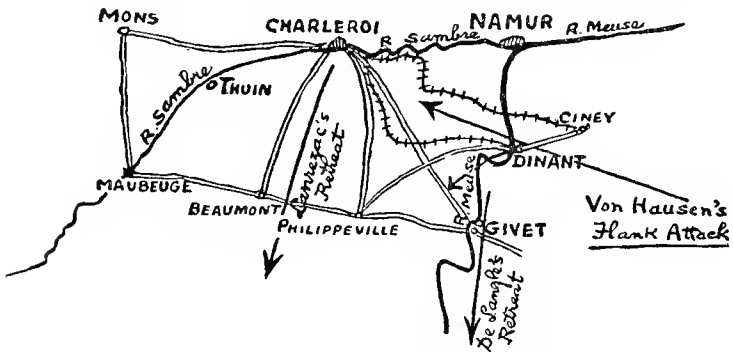 MONS
CHARLEROI
NAMUR
R. Sambre
R. Meuse
R. Sambre
THUIN
CINEY
DINANT
MAUBEUGE
BEAUMONT
Lanrezac's
Retreat
PHILIPPEVILLE
R. Meuse
GIVET
Von Hausen's
Flank Attack
De Langle's
Retreat